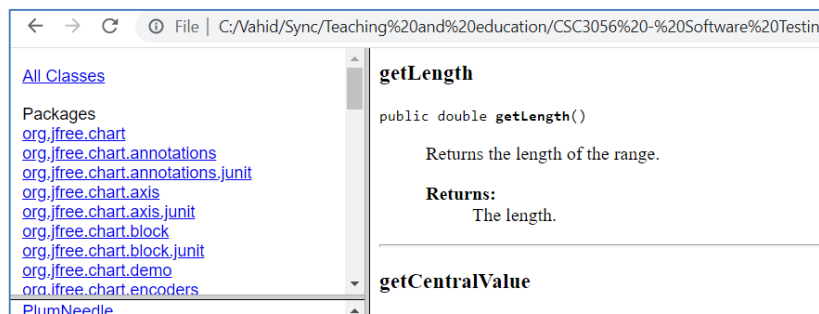 File | C:/Vahid/Sync/Teaching%20and%20education/CSC3056%20-%20Software%20Testin
All Classes
Packages
org.jfree.chart
org.jfree.chart.annotations
org.jfree.chart.annotations.junit
org.jfree.chart.axis
org.jfree.chart.axis.junit
org.jfree.chart.block
org.jfree.chart.block.junit
org.jfree.chart.demo
org.jfree.chart.encoders
PlumNeedle
getLength
public double getLength()
Returns the length of the range.
Returns:
The length.
getCentralValue